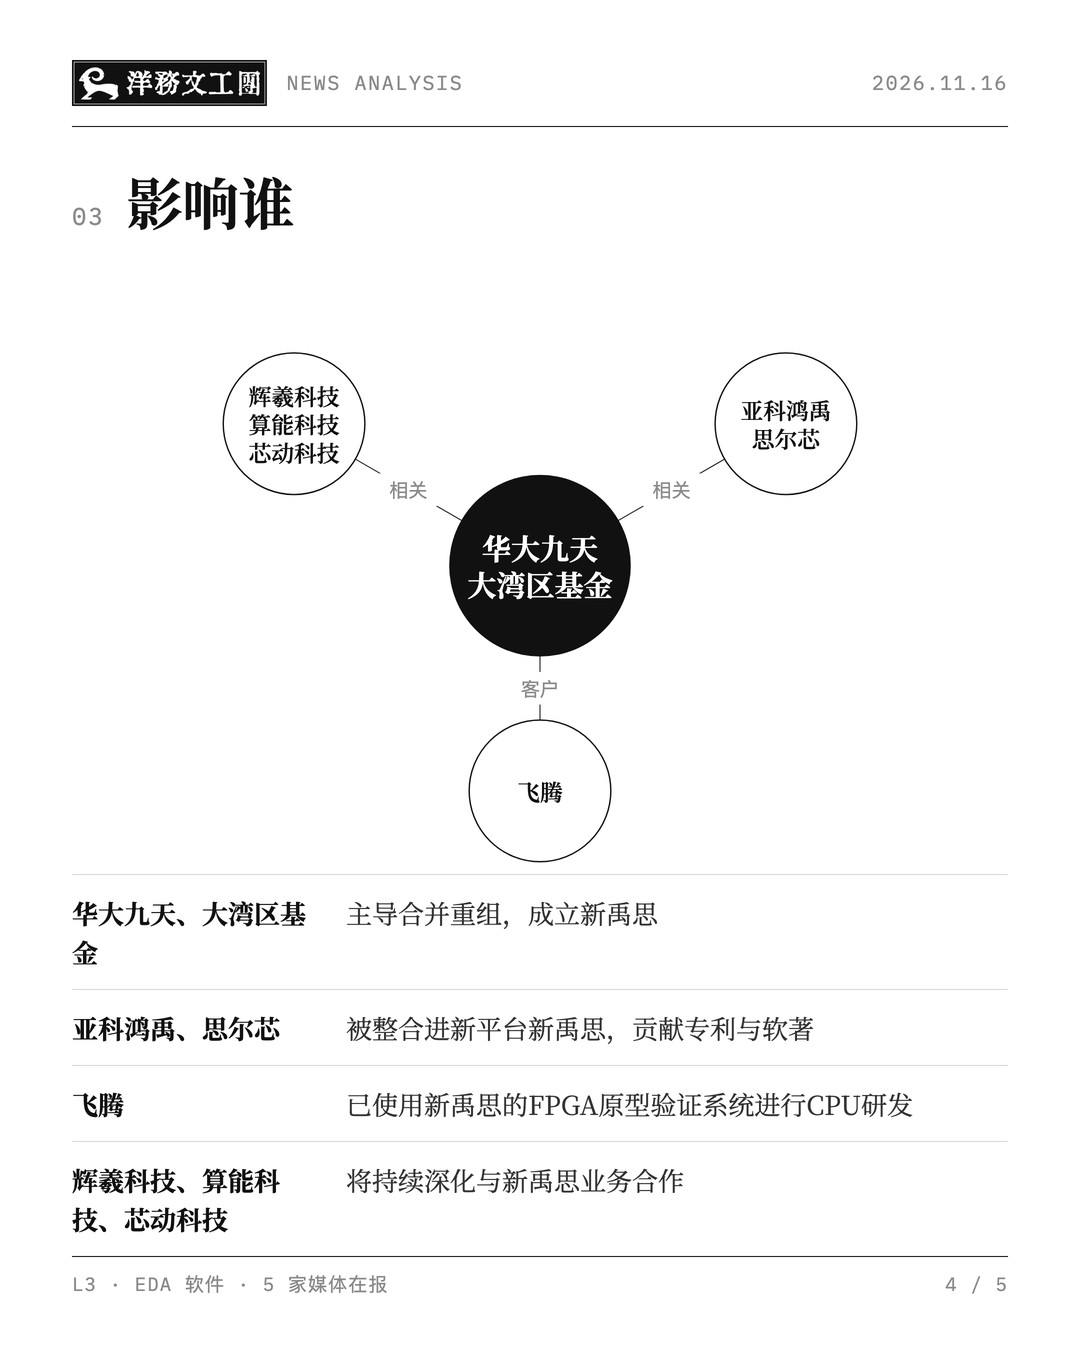 洋務文工團 NEWS ANALYSIS 2026.11.16
03 影响谁
辉羲科技
算能科技
芯动科技
亚科鸿禹
思尔芯
相关
相关
华大九天
大湾区基金
客户
飞腾
华大九天、大湾区基金 主导合并重组，成立新禹思
亚科鸿禹、思尔芯 被整合进新平台新禹思，贡献专利与软著
飞腾 已使用新禹思的FPGA原型验证系统进行CPU研发
辉羲科技、算能科技、芯动科技 将持续深化与新禹思业务合作
L3 · EDA 软件 · 5 家媒体在报 4 / 5